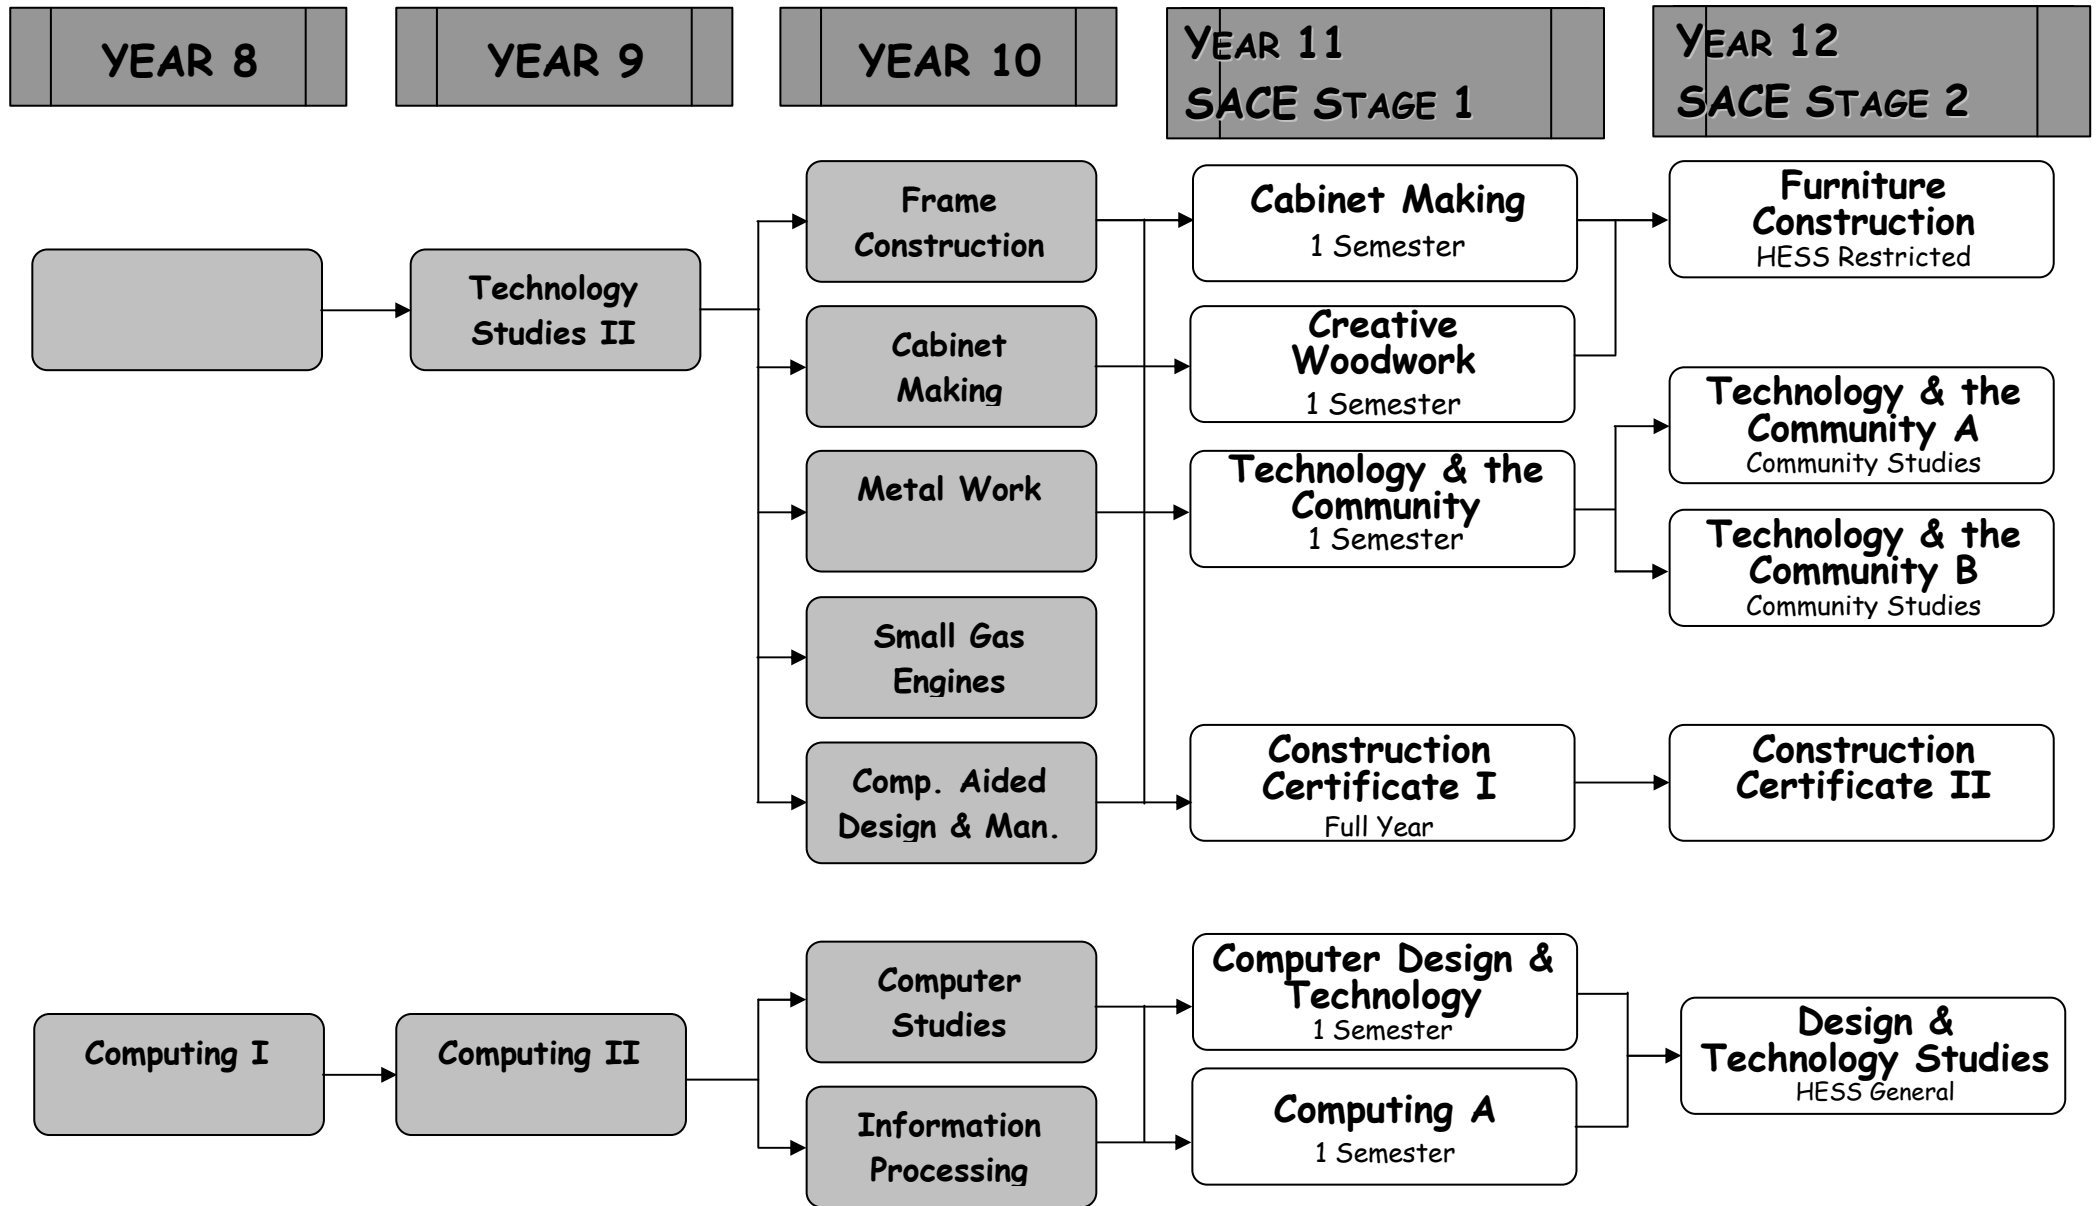 YEAR 8
YEAR 9
YEAR 10
YEAR 11
SACE STAGE 1
YEAR 12
SACE STAGE 2
Technology
Studies II
Frame
Construction
Cabinet
Making
Metal Work
Small Gas
Engines
Comp. Aided
Design & Man.
Cabinet Making
1 Semester
Creative
Woodwork
1 Semester
Technology & the
Community
1 Semester
Construction
Certificate I
Full Year
Furniture
Construction
HESS Restricted
Technology & the
Community A
Community Studies
Technology & the
Community B
Community Studies
Construction
Certificate II
Computing I
Computing II
Computer
Studies
Information
Processing
Computer Design &
Technology
1 Semester
Computing A
1 Semester
Design &
Technology Studies
HESS General